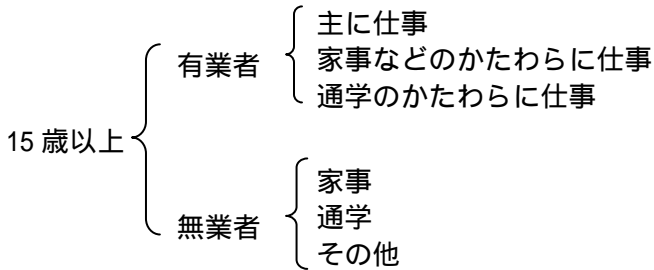 主に仕事
有業者
家事などのかたわらに仕事
通学のかたわらに仕事
15歳以上
家事
無業者
通学
その他